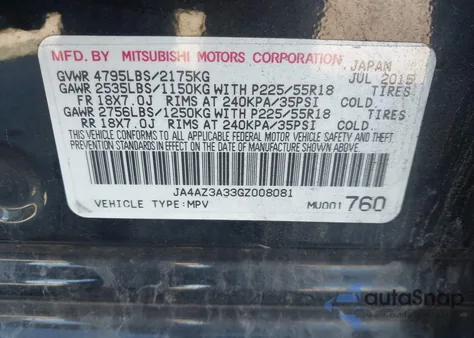 MFD. BY MITSUBISHI MOTORS CORPORATION JAPAN
GVWR 4795LBS/2175KG JUL 2015
GAWR 2535LBS/1150KG WITH P225/55R18 TIRES
FR 18X7.0J RIMS AT 240KPA/35PSI COLD.
GAWR 2756LBS/1250KG WITH P225/55R18 TIRES
RR 18X7.0J RIMS AT 240KPA/35PSI COLD.
THIS VEHICLE CONFORMS TO ALL APPLICABLE FEDERAL MOTOR VEHICLE SAFETY AND THEFT PREVENTION STANDARDS IN EFFECT ON THE DATE OF MANUFACTURE SHOWN ABOVE.
JA4AZ3A33GZ008081
VEHICLE TYPE:MPV MU001 760
autoSnap